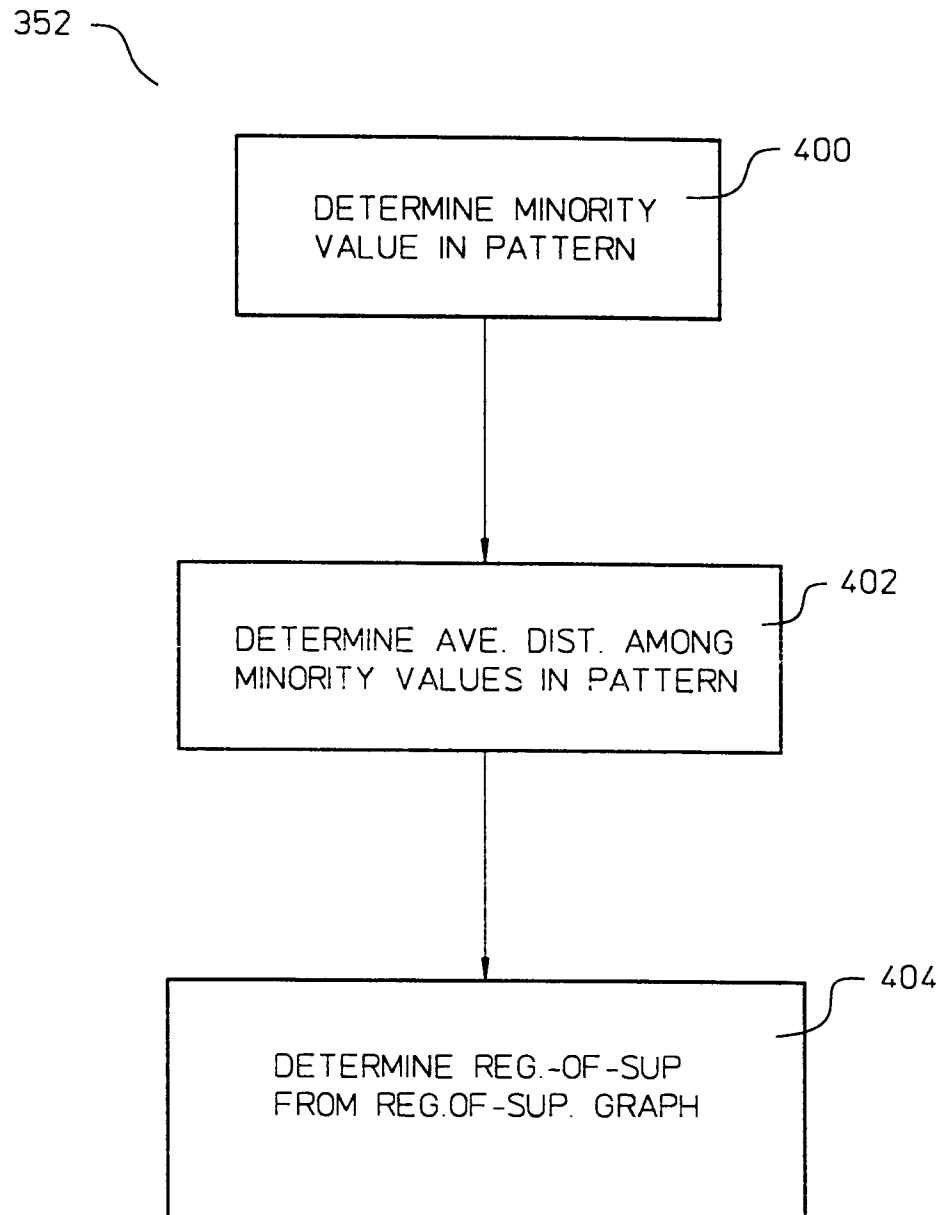 352
400
DETERMINE MINORITY
VALUE IN PATTERN
402
DETERMINE AVE. DIST. AMONG
MINORITY VALUES IN PATTERN
404
DETERMINE REG.-OF-SUP
FROM REG.OF-SUP. GRAPH